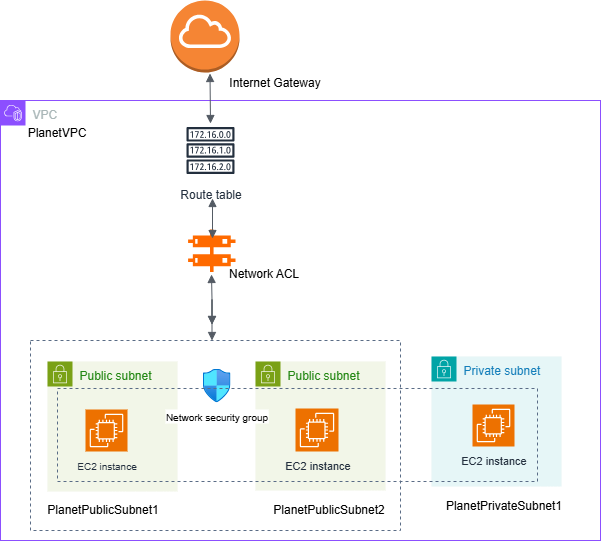 Internet Gateway
VPC
PlanetVPC
172.16.0.0
172.16.1.0
172.16.2.0
Route table
Network ACL
Public subnet
Public subnet
Private subnet
Network security group
EC2 instance
EC2 instance
EC2 instance
PlanetPublicSubnet1
PlanetPublicSubnet2
PlanetPrivateSubnet1